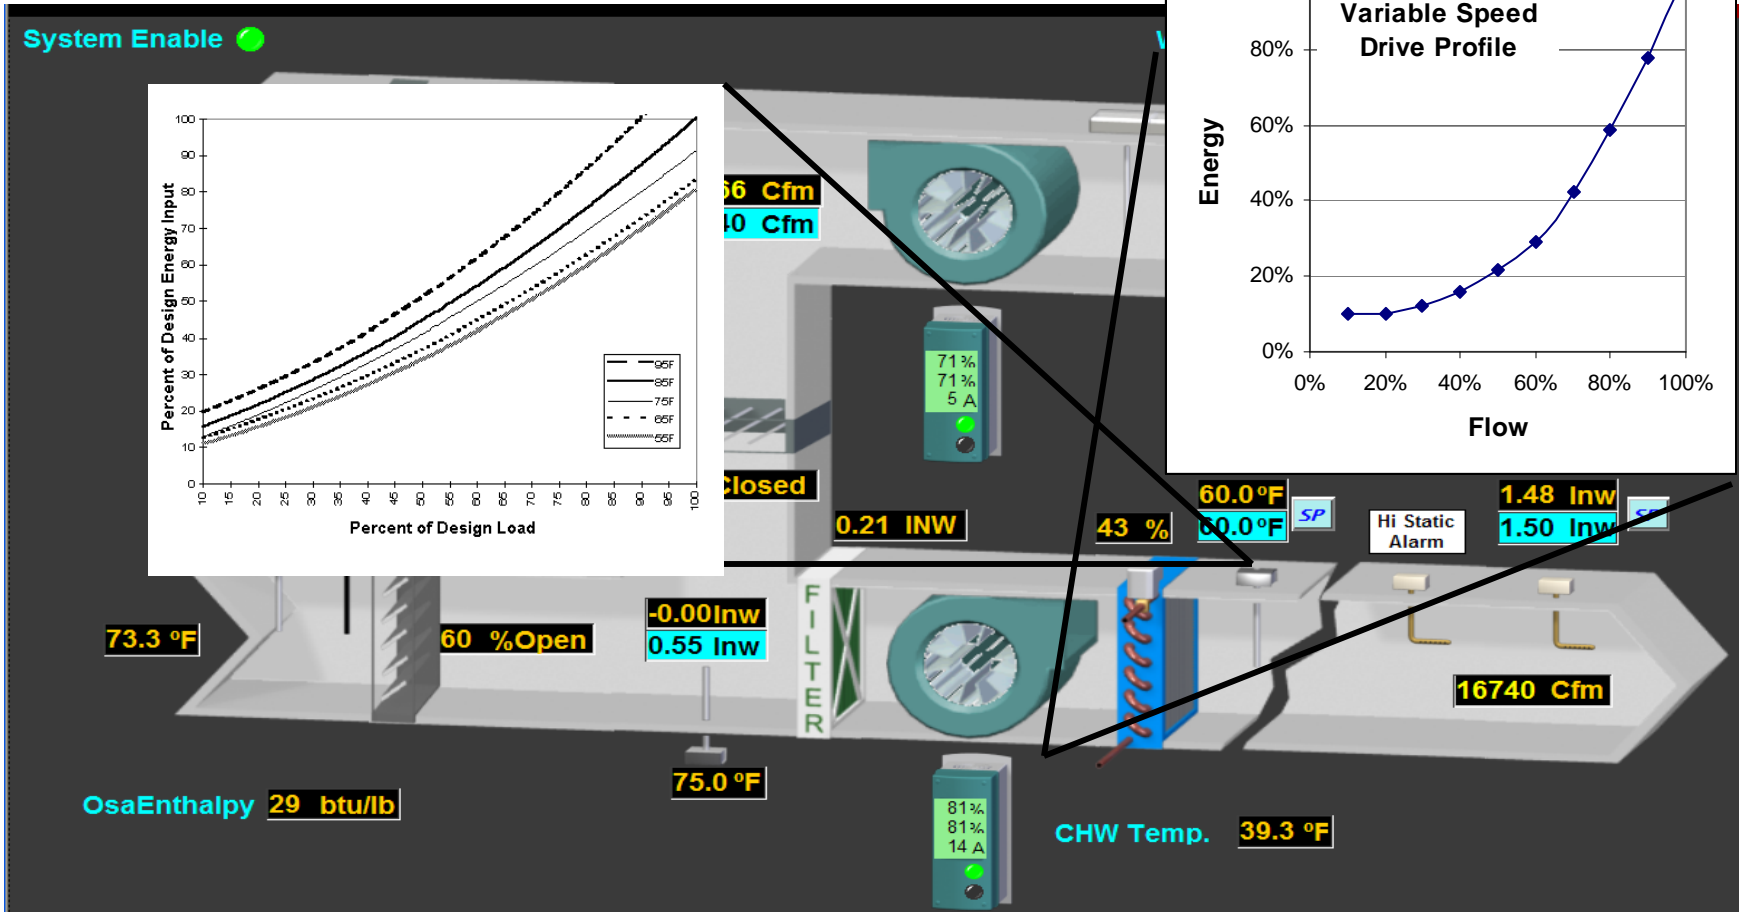 System Enable
Variable Speed
Drive Profile
80%
60%
40%
20%
0%
Energy
0%
20%
40%
60%
80%
100%
Flow
100
90
80
70
60
50
40
30
20
10
0
Percent of Design Energy Input
95F
85F
75F
65F
55F
10
15
20
25
30
35
40
45
50
55
60
65
70
75
80
85
90
95
100
Percent of Design Load
66 Cfm
40 Cfm
71%
71%
5 A
Closed
0.21 INW
43 %
60.0 ºF
60.0 ºF
SP
Hi Static
Alarm
1.48 Inw
1.50 Inw
SP
73.3 ºF
60 %Open
-0.00Inw
0.55 Inw
FILTER
16740 Cfm
75.0 ºF
OsaEnthalpy 29 btu/lb
81%
81%
14 A
CHW Temp. 39.3 ºF